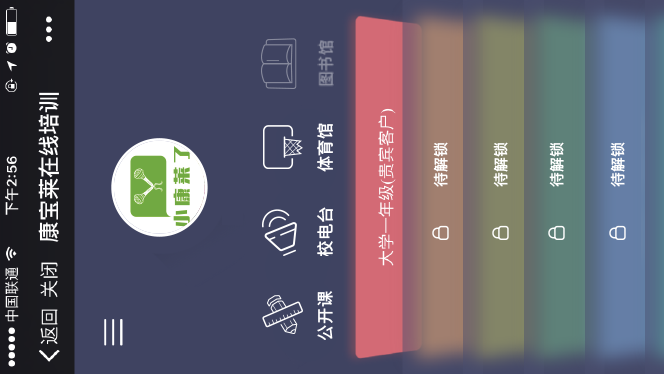 中国联通 下午2:56
返回 关闭 康宝莱在线培训
小康莱了
公开课 校电台 体育馆 图书馆
大学一年级(贵宾客户)
待解锁
待解锁
待解锁
待解锁